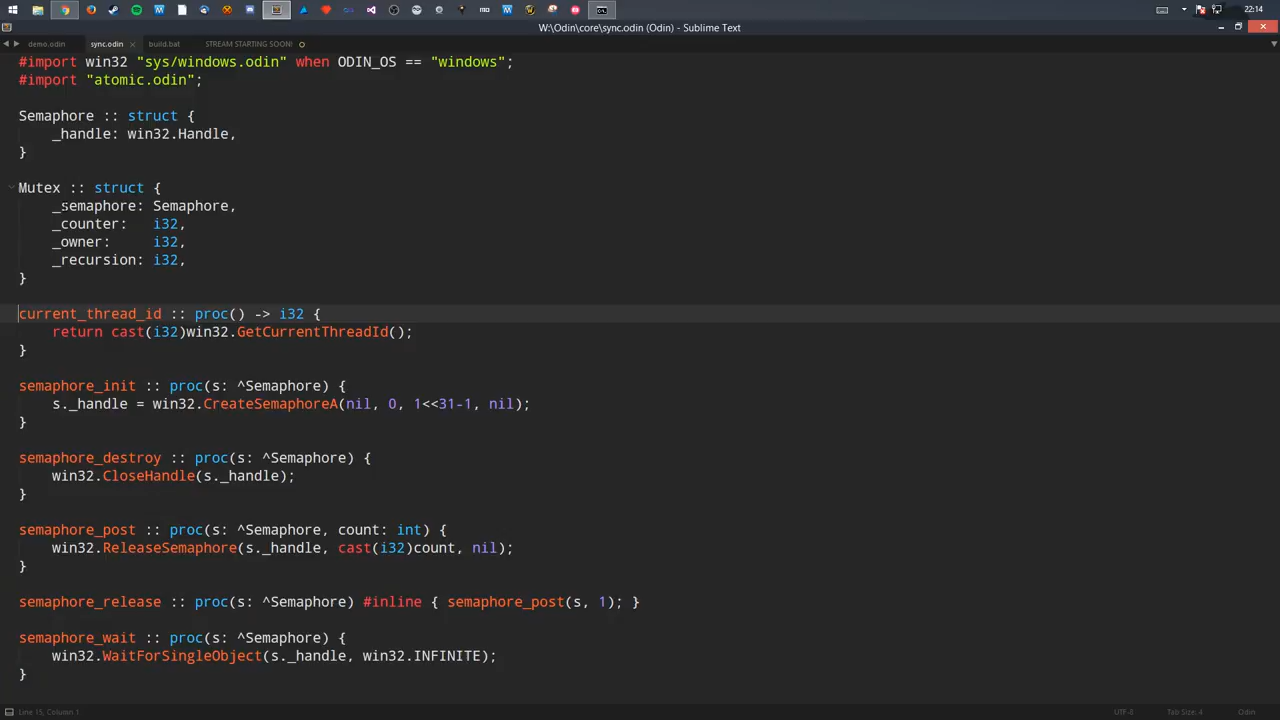 22:14
W:\Odin\core\sync.odin (Odin) - Sublime Text
demo.odin sync.odin build.bat STREAM STARTING SOON!
#import win32 "sys/windows.odin" when ODIN_OS == "windows";
#import "atomic.odin";
Semaphore :: struct {
_handle: win32.Handle,
}
Mutex :: struct {
_semaphore: Semaphore,
_counter: i32,
_owner: i32,
_recursion: i32,
}
current_thread_id :: proc() -> i32 {
return cast(i32)win32.GetCurrentThreadId();
}
semaphore_init :: proc(s: ^Semaphore) {
s._handle = win32.CreateSemaphoreA(nil, 0, 1<<31-1, nil);
}
semaphore_destroy :: proc(s: ^Semaphore) {
win32.CloseHandle(s._handle);
}
semaphore_post :: proc(s: ^Semaphore, count: int) {
win32.ReleaseSemaphore(s._handle, cast(i32)count, nil);
}
semaphore_release :: proc(s: ^Semaphore) #inline { semaphore_post(s, 1); }
semaphore_wait :: proc(s: ^Semaphore) {
win32.WaitForSingleObject(s._handle, win32.INFINITE);
}
Line 15, Column 1 UTF-8 Tab Size: 4 Odin